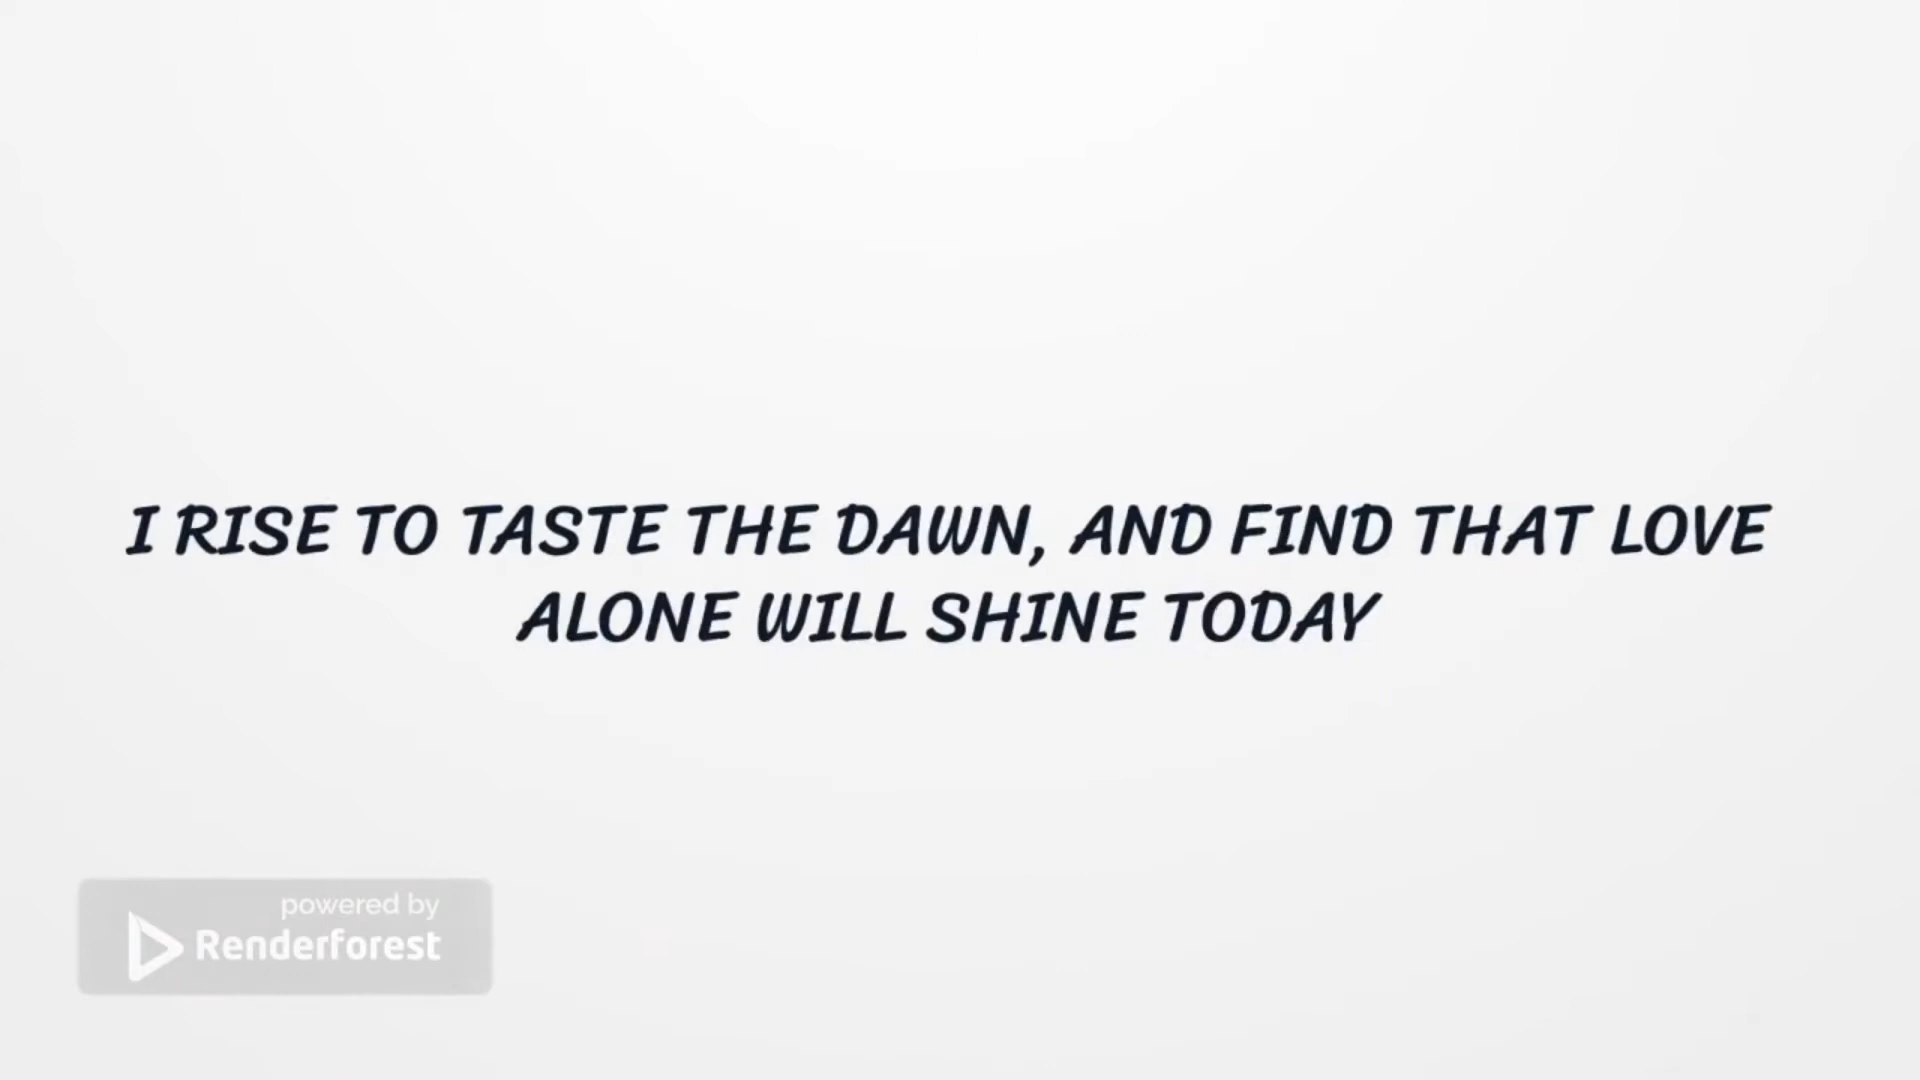 I RISE TO TASTE THE DAWN, AND FIND THAT LOVE
ALONE WILL SHINE TODAY
powered by
Renderforest